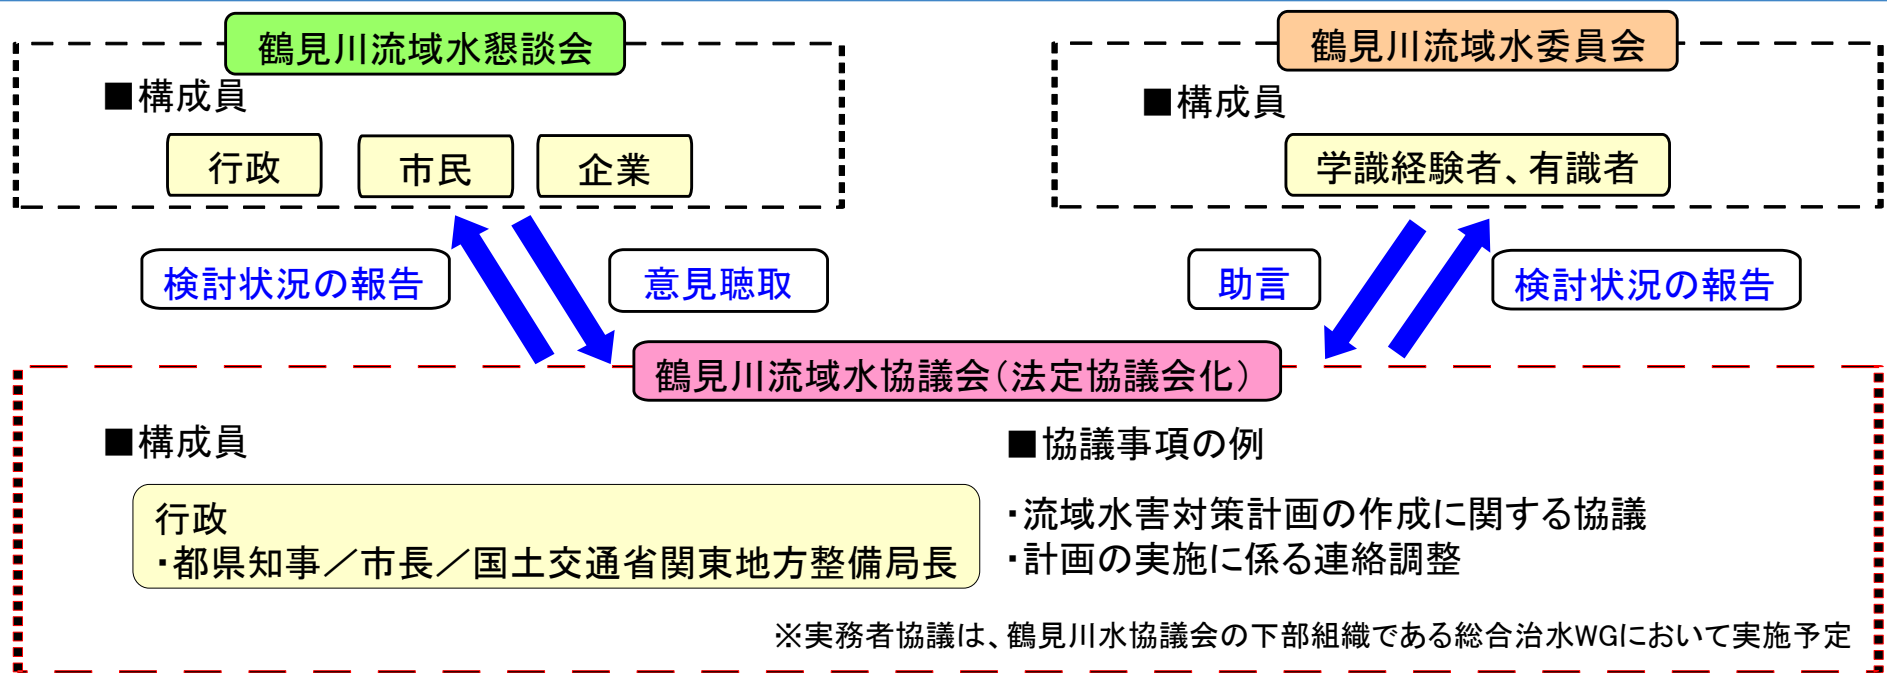 鶴見川流域水懇談会
■構成員
行政
市民
企業
鶴見川流域水委員会
■構成員
学識経験者、有識者
検討状況の報告
意見聴取
助言
検討状況の報告
鶴見川流域水協議会（法定協議会化）
■構成員
行政
・都県知事／市長／国土交通省関東地方整備局長
■協議事項の例
・流域水害対策計画の作成に関する協議
・計画の実施に係る連絡調整
※実務者協議は、鶴見川水協議会の下部組織である総合治水WGにおいて実施予定